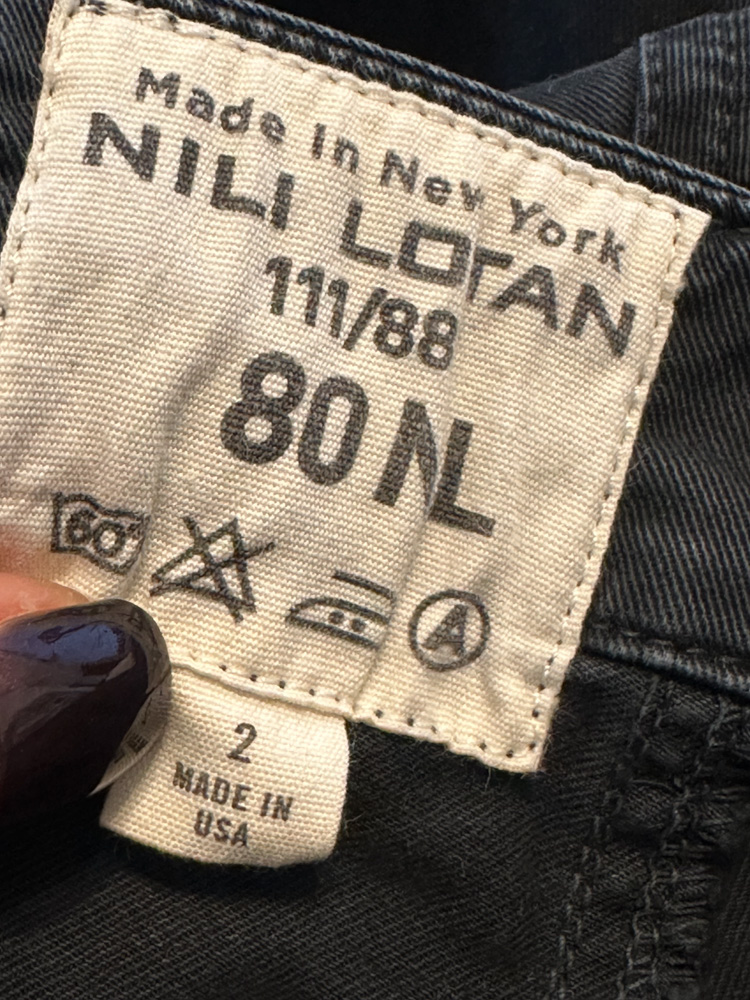 Made in New York
NILI LOTAN
111/88
80 NL
60°
A
2
MADE IN
USA